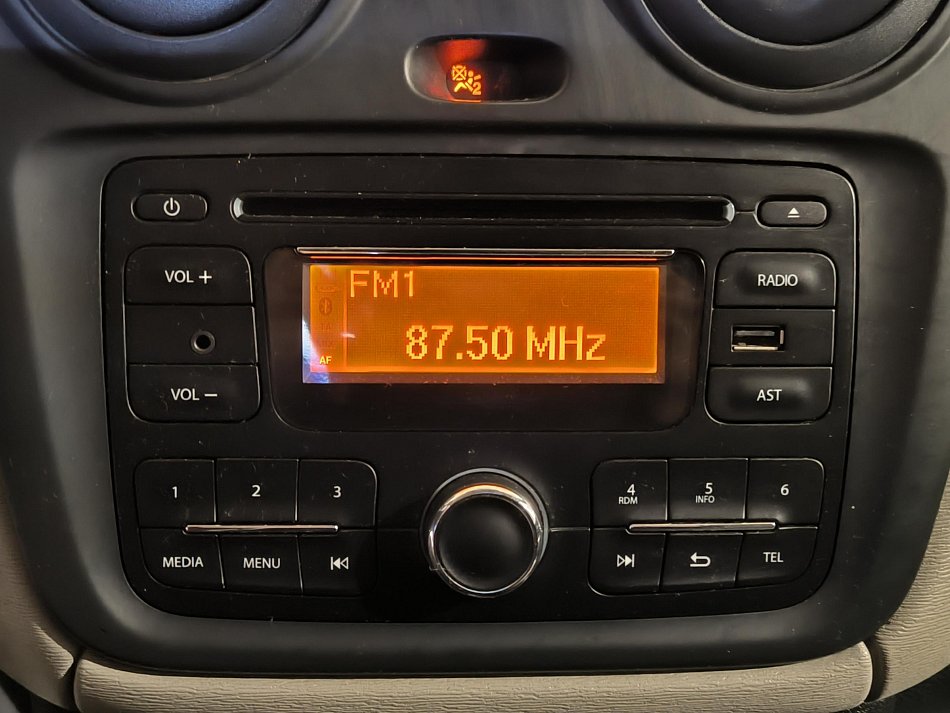 2
VOL +
RADIO
FM1
87.50 MHz
AF
VOL –
AST
1
2
3
4
RDM
5
INFO
6
MEDIA
MENU
TEL